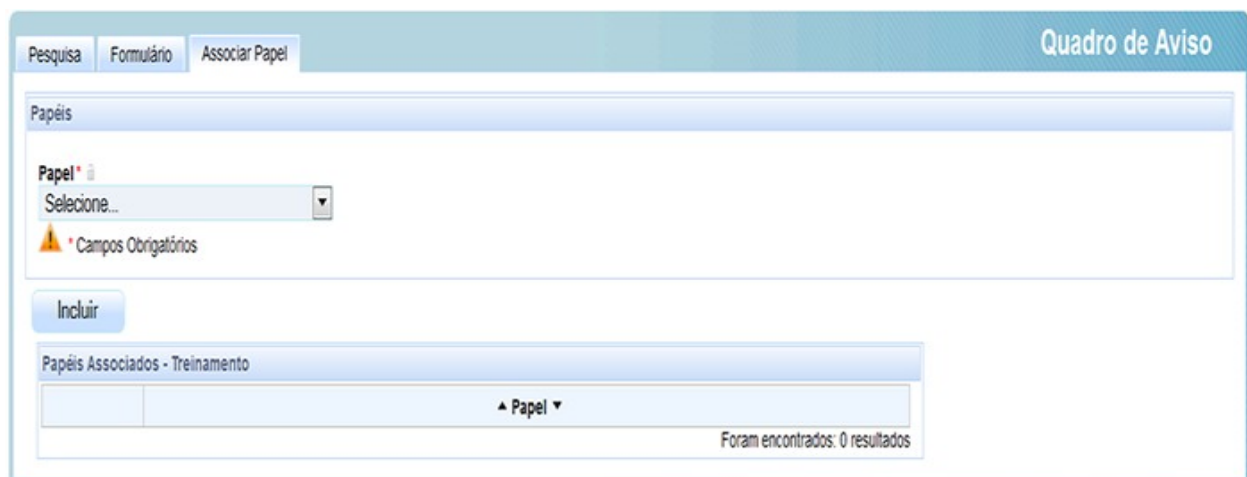 Quadro de Aviso
Pesquisa Formulário Associar Papel
Papéis
Papel*
Selecione...
* Campos Obrigatórios
Incluir
Papéis Associados - Treinamento
▲ Papel ▼
Foram encontrados: 0 resultados